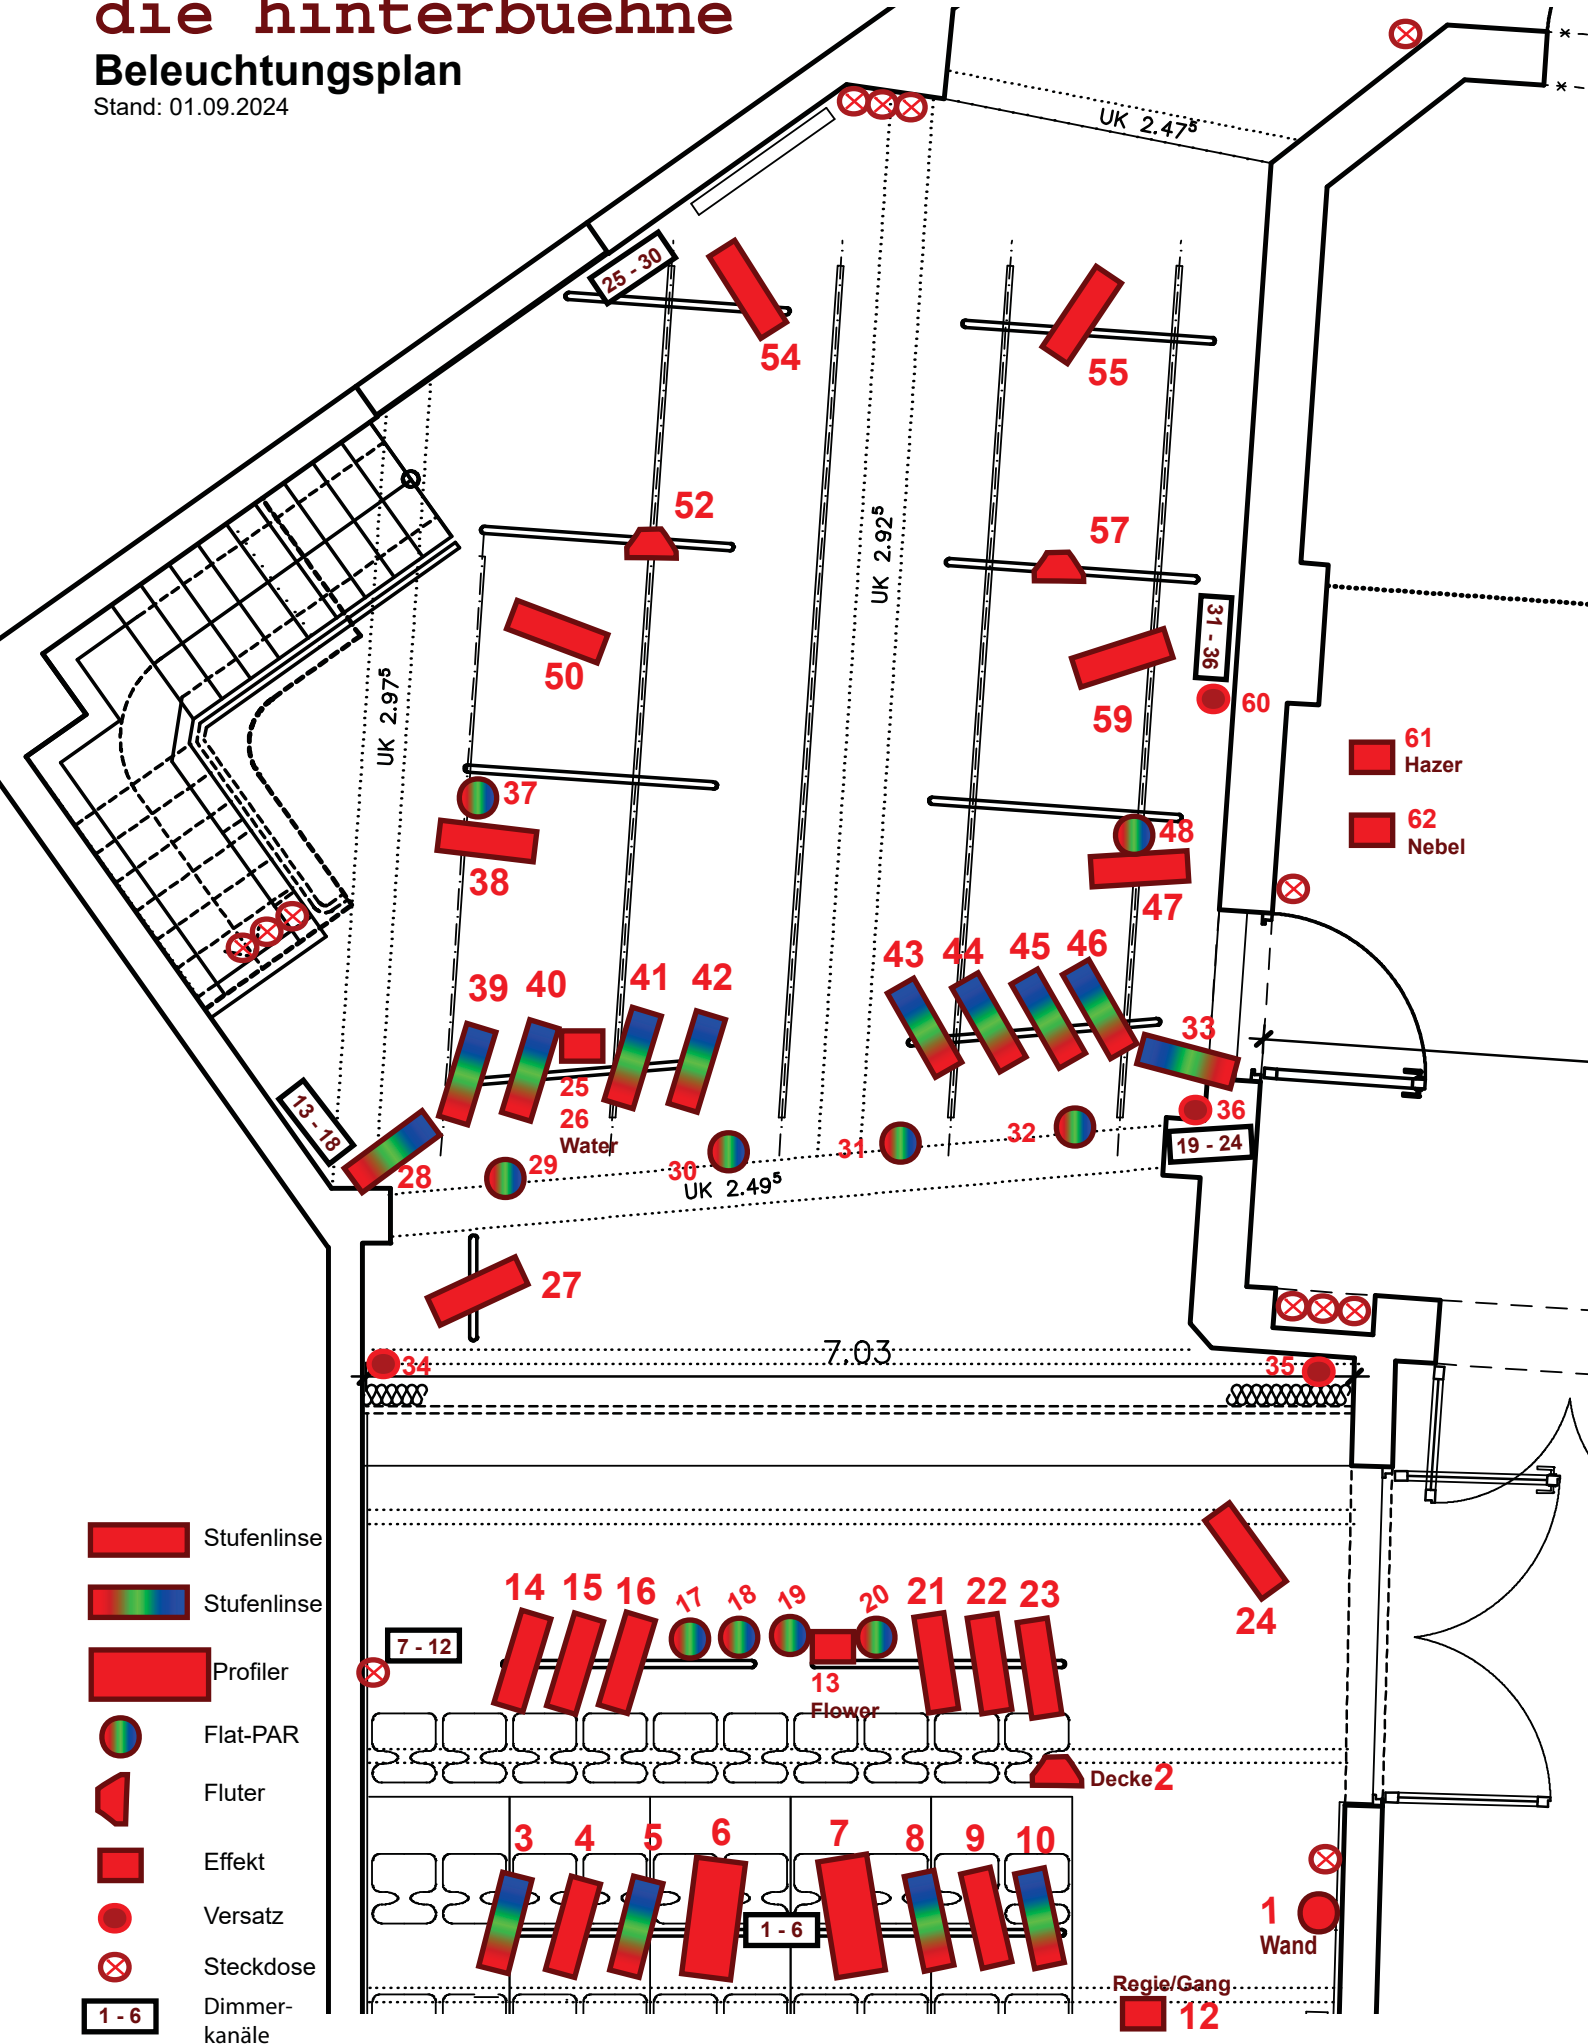 die hinterbuehne
Beleuchtungsplan
Stand: 01.09.2024
UK 2.47⁵
25 - 30
54
55
52
57
UK 2.92⁵
31 - 36
50
59
60
UK 2.97⁵
61
Hazer
62
Nebel
37
48
38
47
43
44
45
46
39
40
41
42
33
25
26
Water
36
13 - 18
19 - 24
28
29
30
31
32
UK 2.49⁵
27
7.03
34
35
Stufenlinse
Stufenlinse
Profiler
Flat-PAR
Fluter
Effekt
Versatz
Steckdose
1 - 6
Dimmer-
kanäle
14
15
16
17
18
19
20
21
22
23
24
7 - 12
13
Flower
Decke 2
3
4
5
6
7
8
9
10
1 - 6
1
Wand
Regie/Gang
12